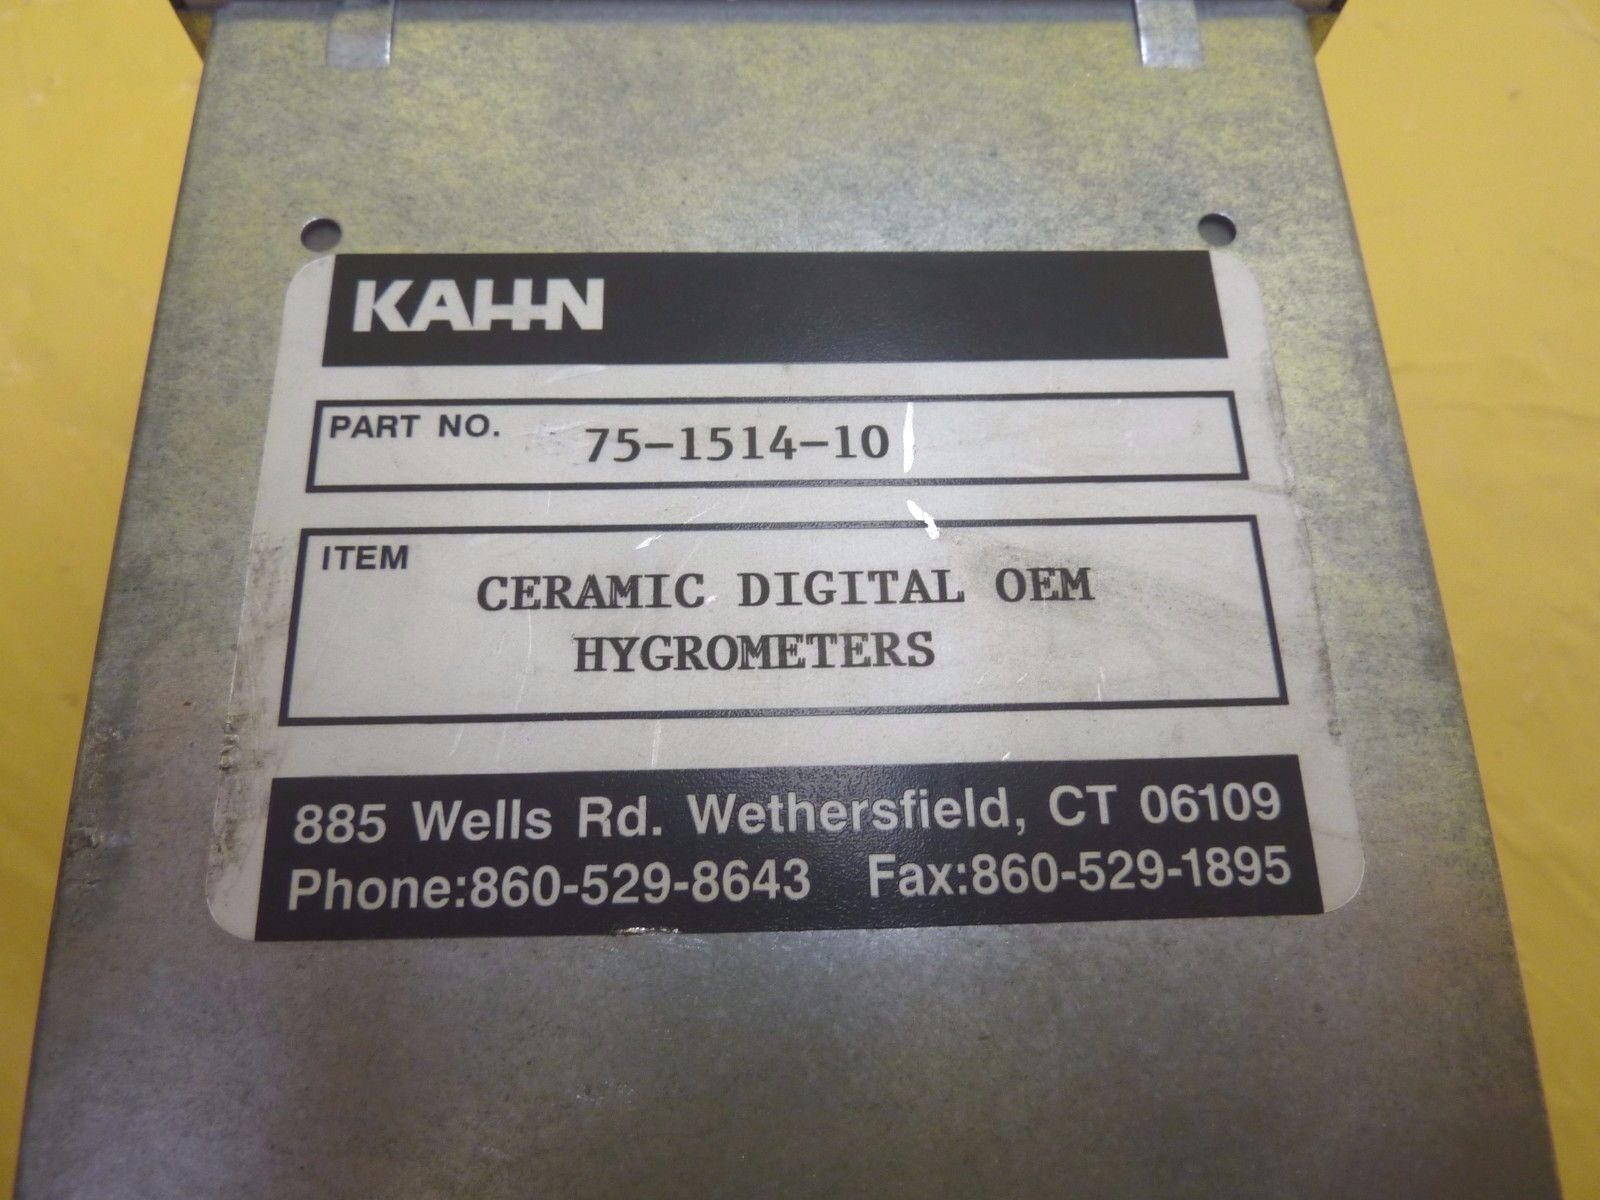 KAHN
PART NO. 75-1514-10
ITEM
CERAMIC DIGITAL OEM
HYGROMETERS
885 Wells Rd. Wethersfield, CT 06109
Phone:860-529-8643 Fax:860-529-1895